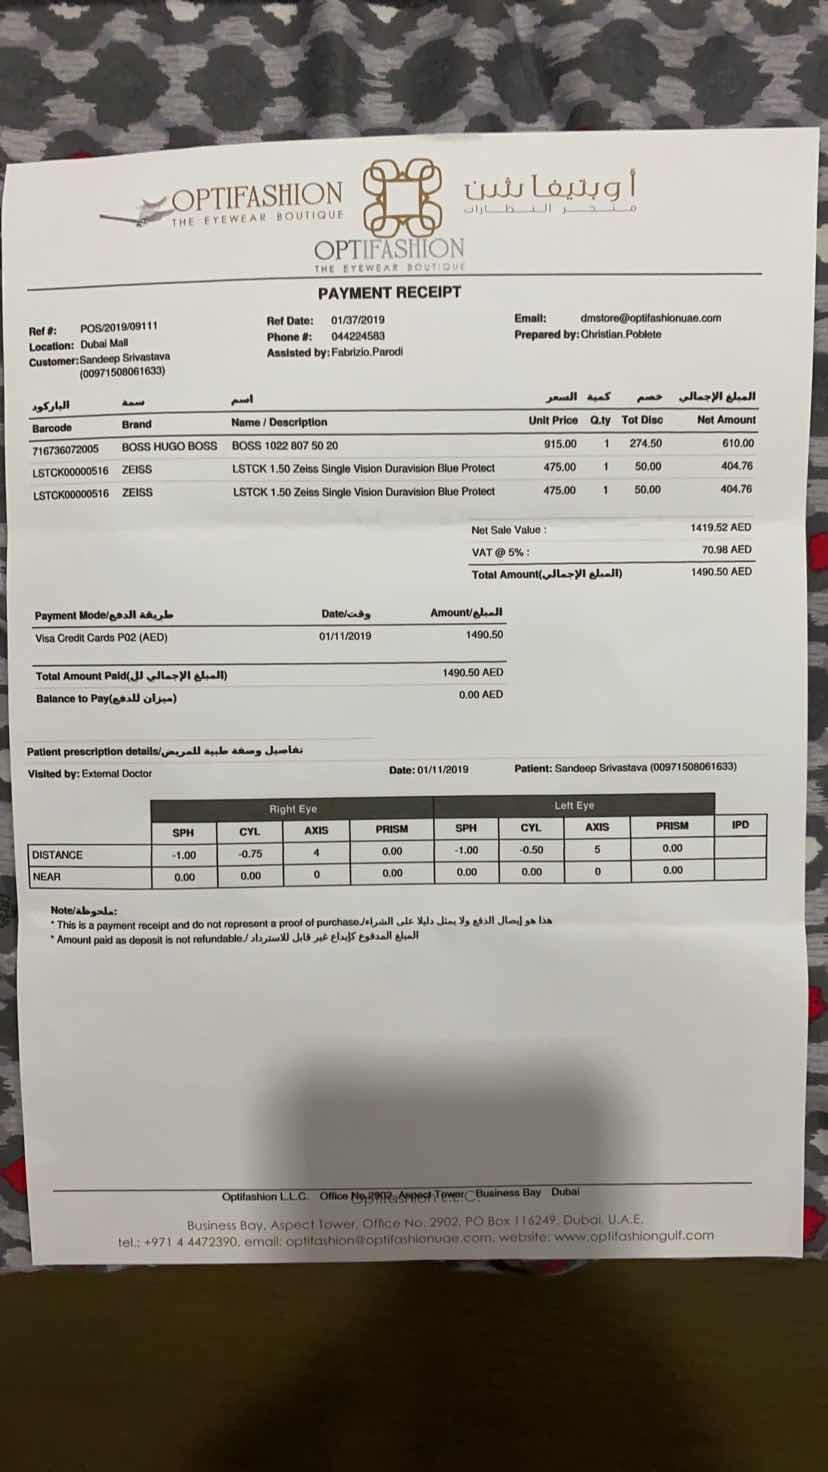 OPTIFASHION
THE EYEWEAR BOUTIQUE
أوبتيفاشن
متجر النظارات
OPTIFASHION
THE EYEWEAR BOUTIQUE
PAYMENT RECEIPT
Ref #: POS/2019/09111
Location: Dubai Mall
Customer:Sandeep Srivastava
(00971508061633)
Ref Date: 01/37/2019
Phone #: 044224583
Assisted by: Fabrizio.Parodi
Email: dmstore@optifashionuae.com
Prepared by: Christian.Poblete
الباركود سمة اسم السعر كمية خصم المبلغ الإجمالي
Barcode Brand Name / Description Unit Price Q.ty Tot Disc Net Amount
716736072005 BOSS HUGO BOSS BOSS 1022 807 50 20 915.00 1 274.50 610.00
LSTCK00000516 ZEISS LSTCK 1.50 Zeiss Single Vision Duravision Blue Protect 475.00 1 50.00 404.76
LSTCK00000516 ZEISS LSTCK 1.50 Zeiss Single Vision Duravision Blue Protect 475.00 1 50.00 404.76
Net Sale Value : 1419.52 AED
VAT @ 5% : 70.98 AED
Total Amount(المبلغ الإجمالي) 1490.50 AED
Payment Mode/طريقة الدفع Date/وقت Amount/المبلغ
Visa Credit Cards P02 (AED) 01/11/2019 1490.50
Total Amount Paid(المبلغ الإجمالي لل) 1490.50 AED
Balance to Pay(ميزان للدفع) 0.00 AED
Patient prescription details/تفاصيل وصفة طبية للمريض
Visited by: External Doctor Date: 01/11/2019 Patient: Sandeep Srivastava (00971508061633)
Right Eye Left Eye
SPH CYL AXIS PRISM SPH CYL AXIS PRISM IPD
DISTANCE -1.00 -0.75 4 0.00 -1.00 -0.50 5 0.00
NEAR 0.00 0.00 0 0.00 0.00 0.00 0 0.00
Note/ملحوظة:
* This is a payment receipt and do not represent a proof of purchase./هذا هو إيصال الدفع ولا يمثل دليلا على الشراء
* Amount paid as deposit is not refundable./المبلغ المدفوع كإيداع غير قابل للاسترداد
Optifashion L.L.C. Office No.2902, Aspect Tower, Business Bay Dubai
Business Bay, Aspect Tower, Office No. 2902, PO Box 116249, Dubai, U.A.E.
tel.: +971 4 4472390, email: optifashion@optifashionuae.com, website: www.optifashiongulf.com